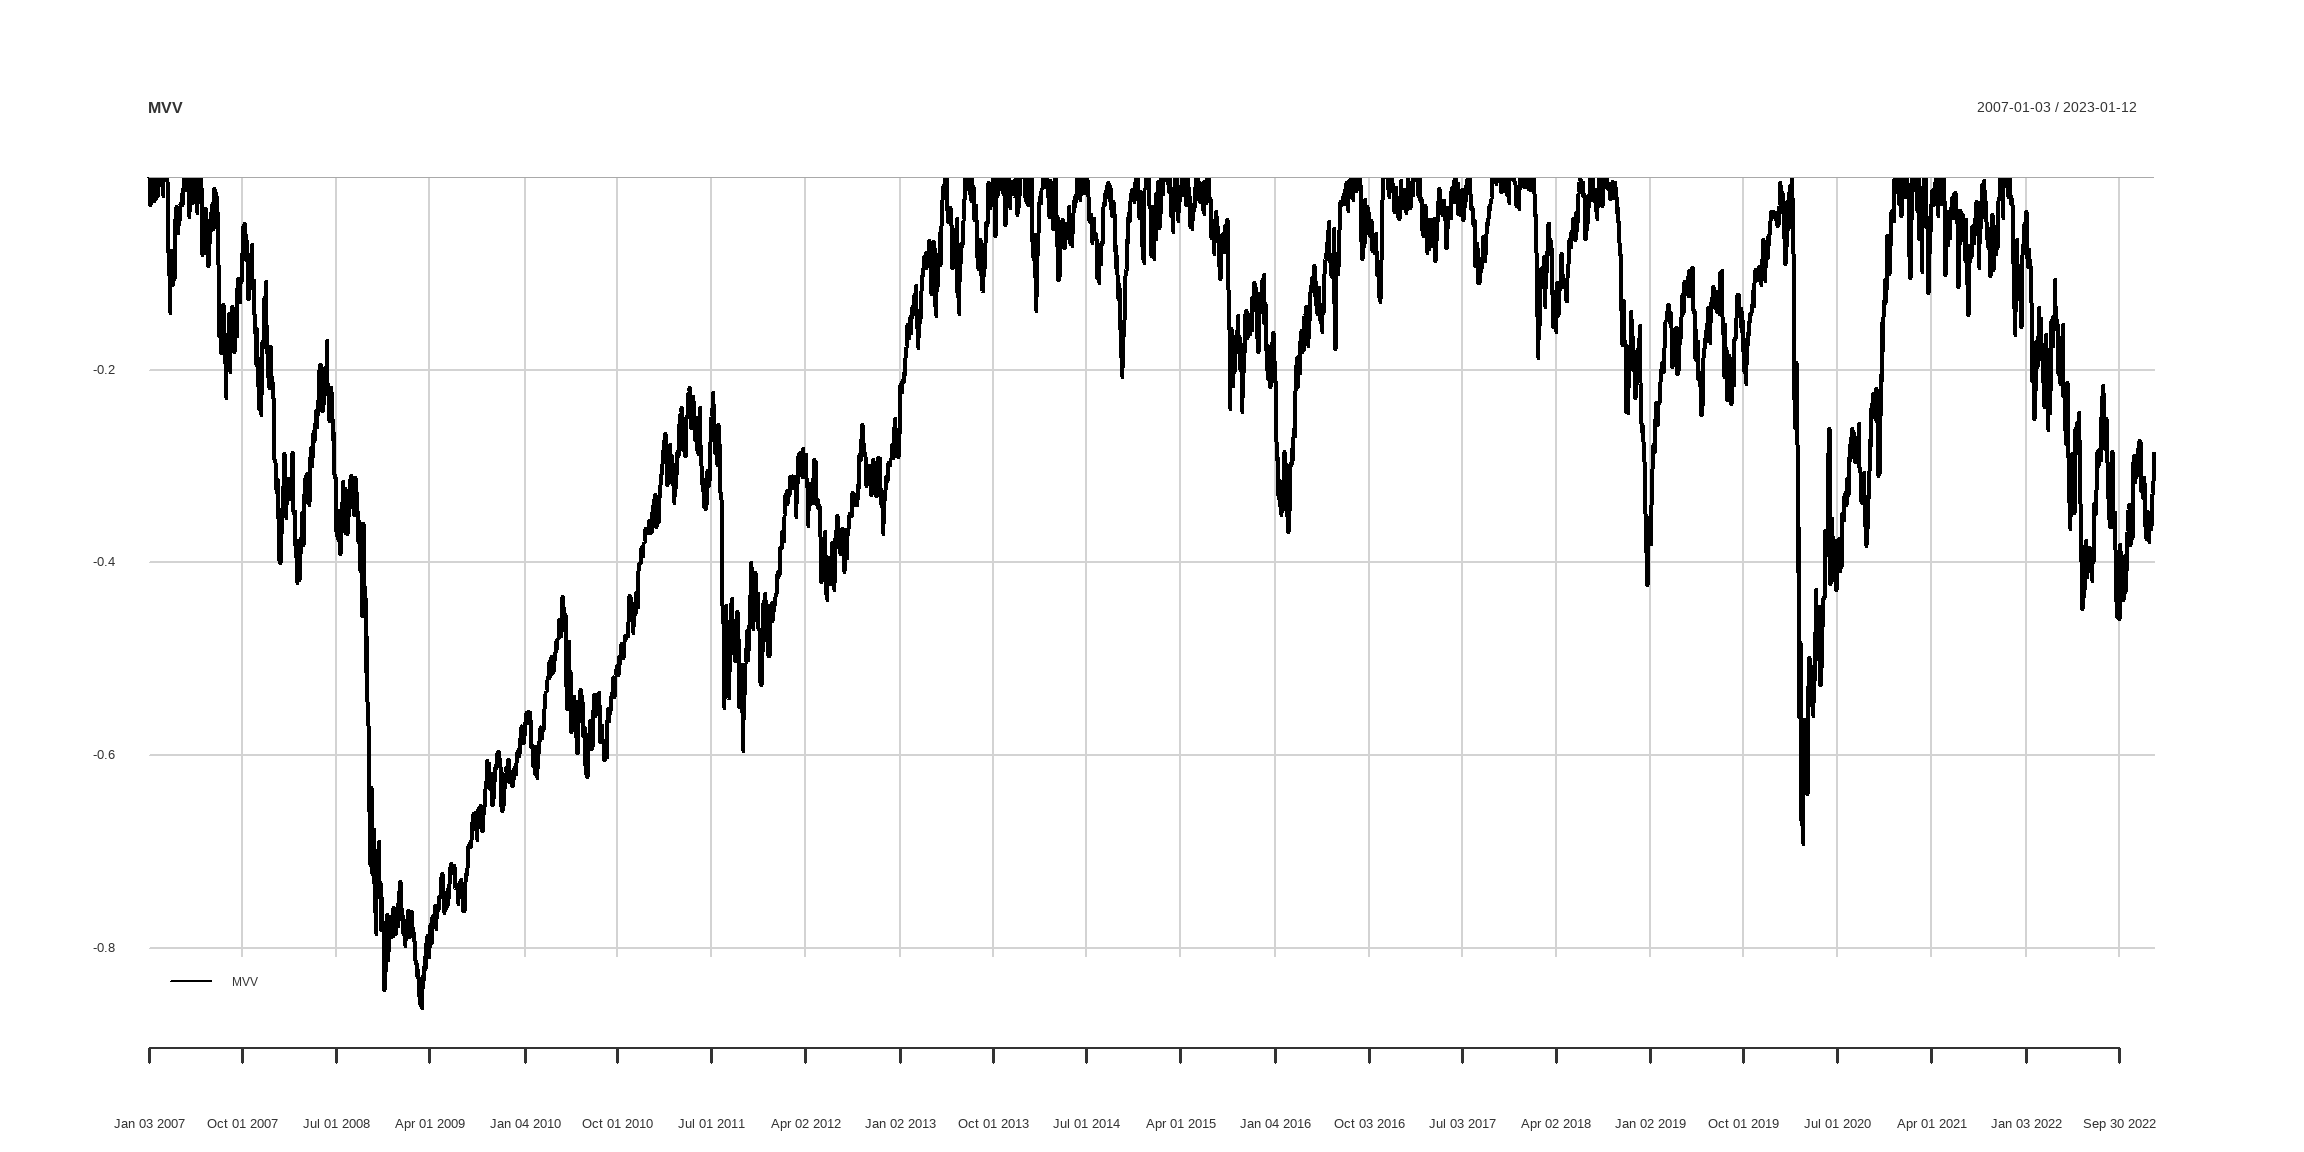 MVV
2007-01-03 / 2023-01-12
-0.2
-0.4
-0.6
-0.8
MVV
Jan 03 2007 Oct 01 2007 Jul 01 2008 Apr 01 2009 Jan 04 2010 Oct 01 2010 Jul 01 2011 Apr 02 2012 Jan 02 2013 Oct 01 2013 Jul 01 2014 Apr 01 2015 Jan 04 2016 Oct 03 2016 Jul 03 2017 Apr 02 2018 Jan 02 2019 Oct 01 2019 Jul 01 2020 Apr 01 2021 Jan 03 2022 Sep 30 2022